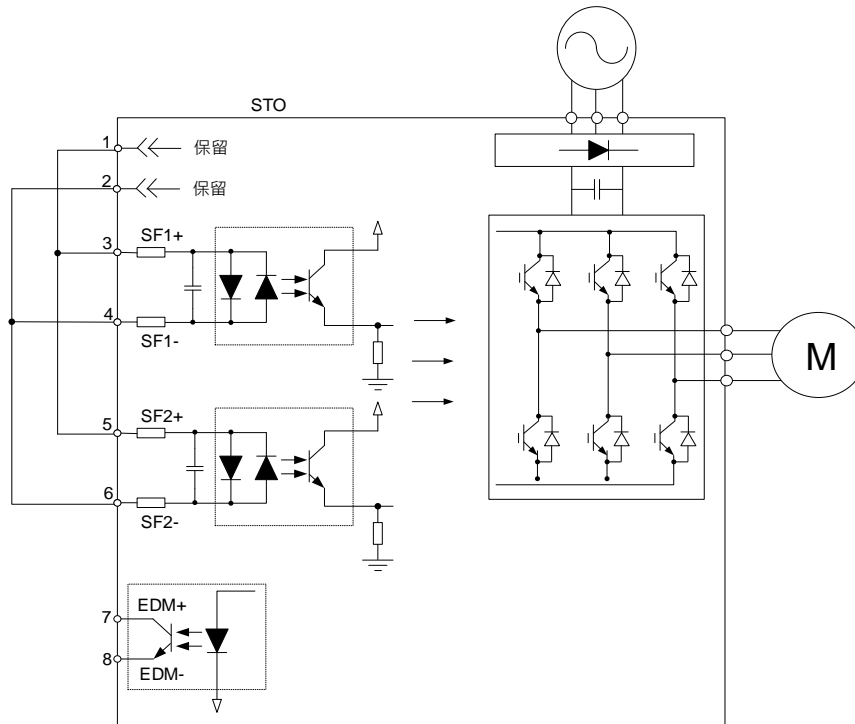 STO
1
保留
2
保留
3
SF1+
4
SF1-
5
SF2+
6
SF2-
7
EDM+
8
EDM-
M